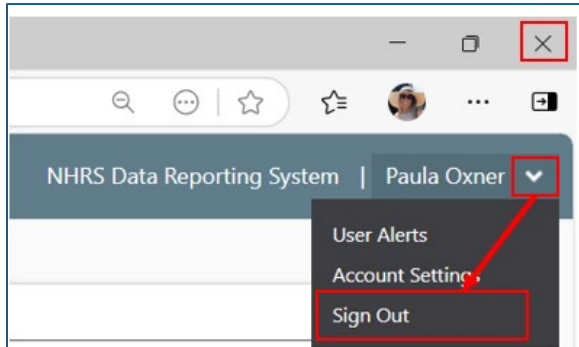 NHRS Data Reporting System | Paula Oxner
User Alerts
Account Settings
Sign Out